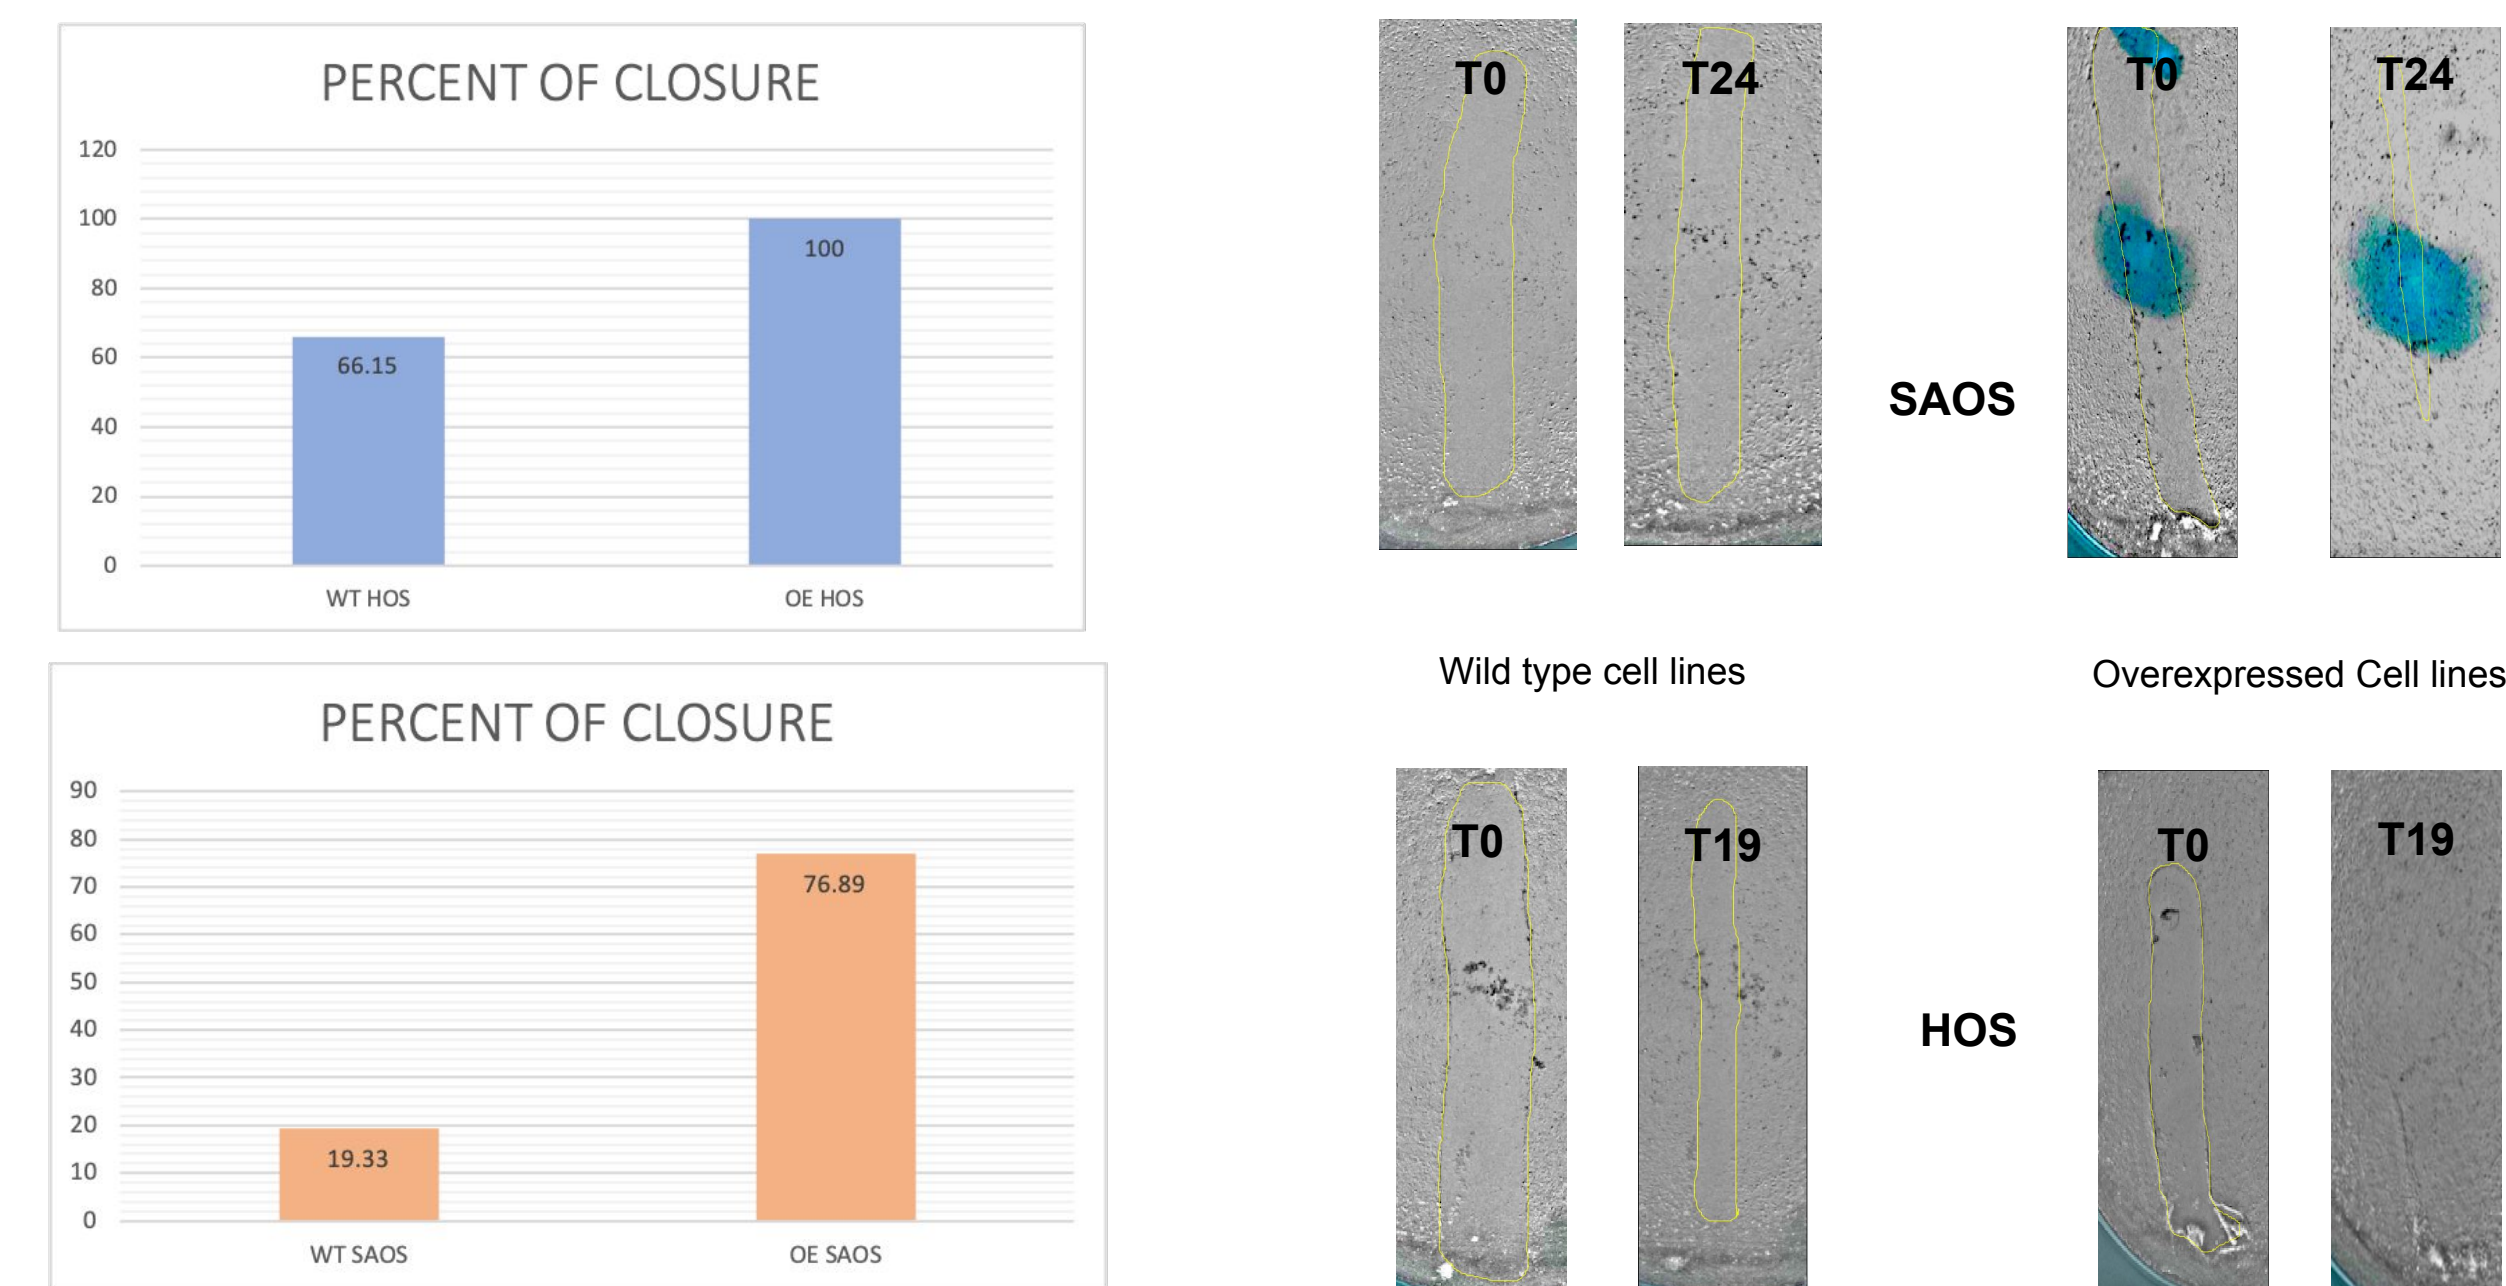 PERCENT OF CLOSURE
120
100
80
60
40
20
0
66.15
100
WT HOS
OE HOS
PERCENT OF CLOSURE
90
80
70
60
50
40
30
20
10
0
19.33
76.89
WT SAOS
OE SAOS
T0
T24
SAOS
T0
T24
Wild type cell lines
Overexpressed Cell lines
T0
T19
HOS
T0
T19